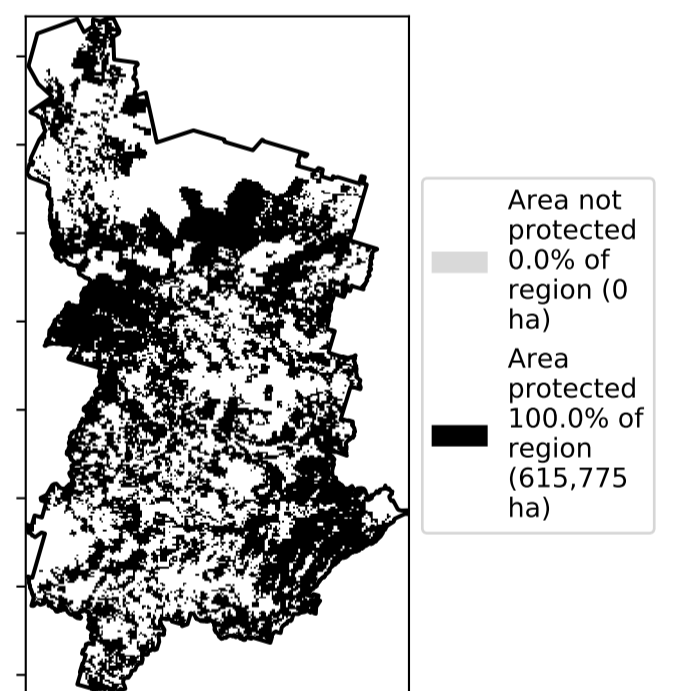 Area not
protected
0.0% of
region (0
ha)
Area
protected
100.0% of
region
(615,775
ha)